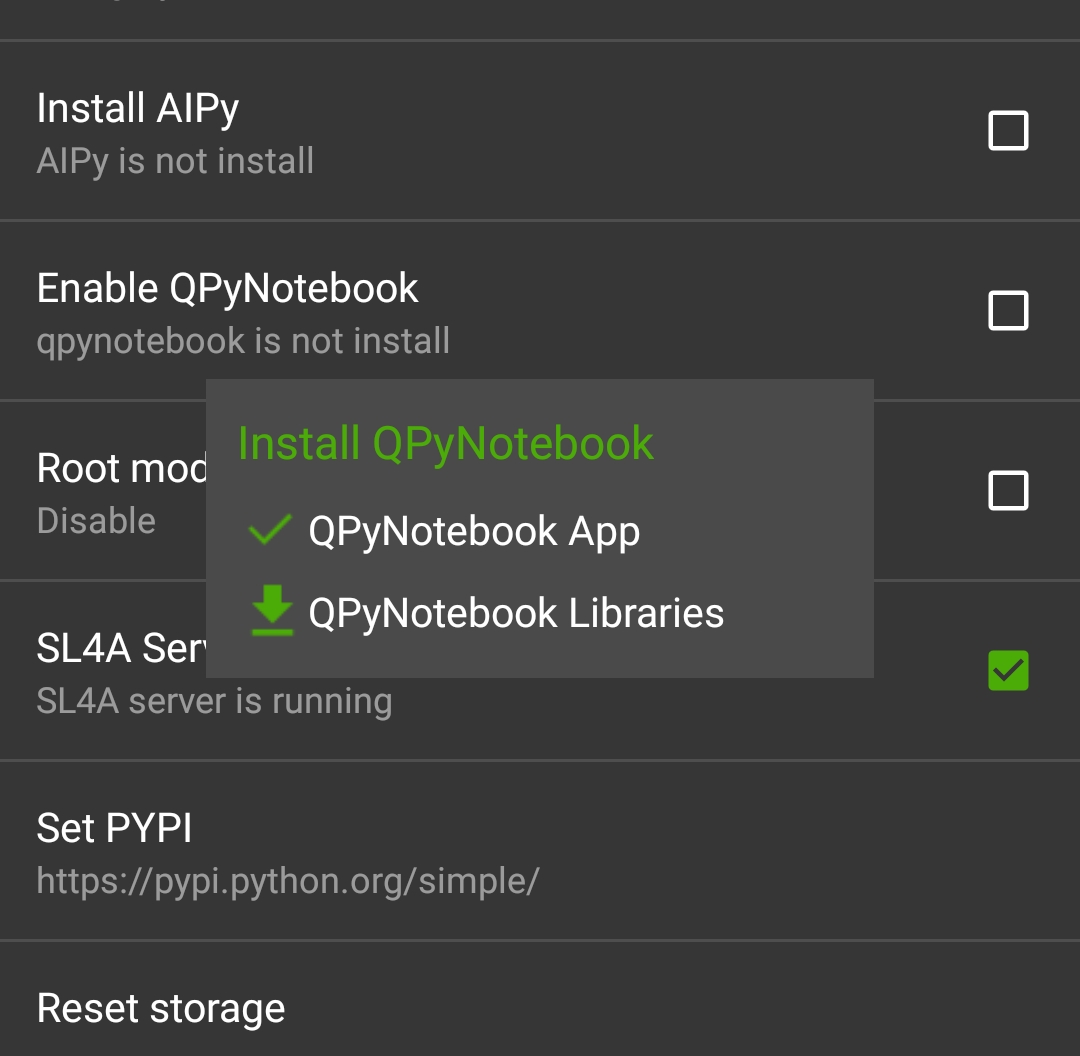 Install AIPy
AIPy is not install
Enable QPyNotebook
qpynotebook is not install
Install QPyNotebook
QPyNotebook App
QPyNotebook Libraries
Root mod
Disable
SL4A Ser
SL4A server is running
Set PYPI
https://pypi.python.org/simple/
Reset storage